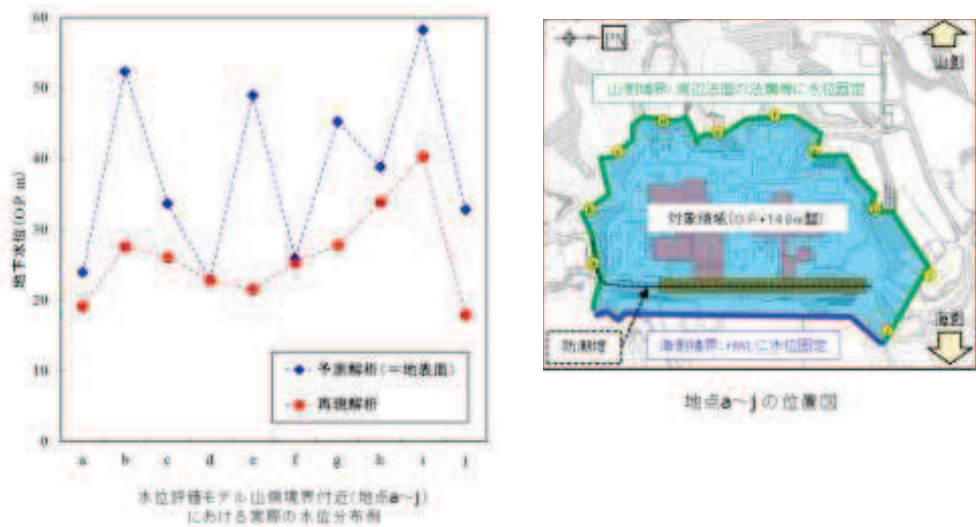 60
50
40
30
20
10
0
地下水位(O.P. m)
予測解析(=地表面)
再現解析
a b c d e f g h i j
水位評価モデル山側境界付近(地点a~j)
における実際の水位分布例
PN
山側
山側境界:周辺法面の法肩等に水位固定
対象領域(O.P.+14.8m盤)
防潮堤
海側境界:HWLに水位固定
海側
地点a~jの位置図